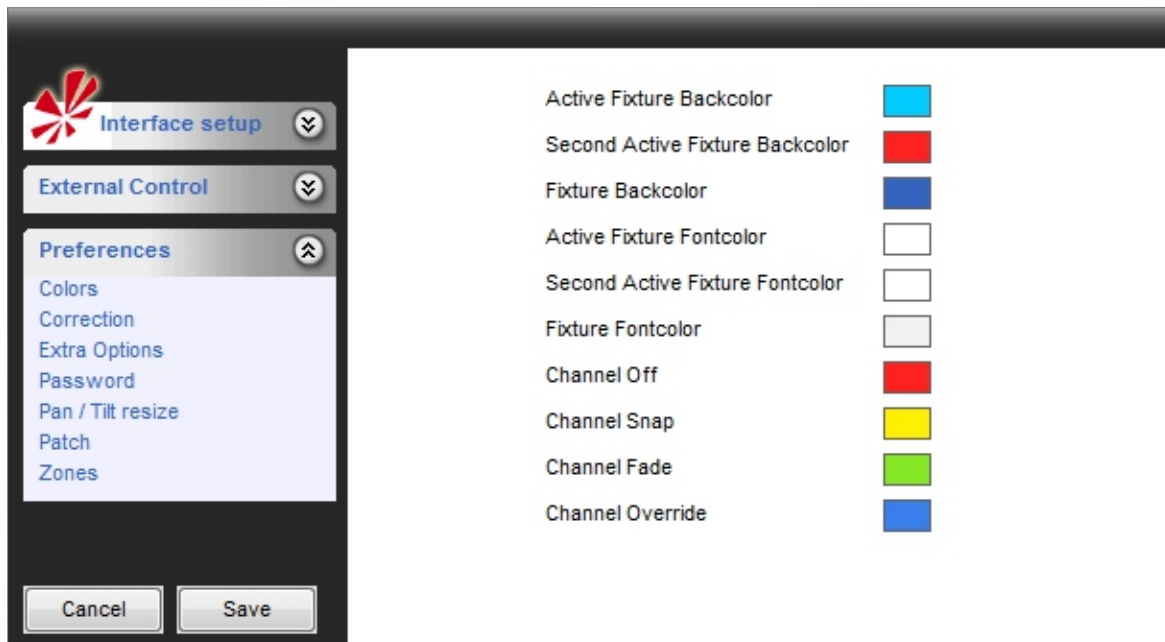 Interface setup
External Control
Preferences
Colors
Correction
Extra Options
Password
Pan / Tilt resize
Patch
Zones
Cancel
Save
Active Fixture Backcolor
Second Active Fixture Backcolor
Fixture Backcolor
Active Fixture Fontcolor
Second Active Fixture Fontcolor
Fixture Fontcolor
Channel Off
Channel Snap
Channel Fade
Channel Override